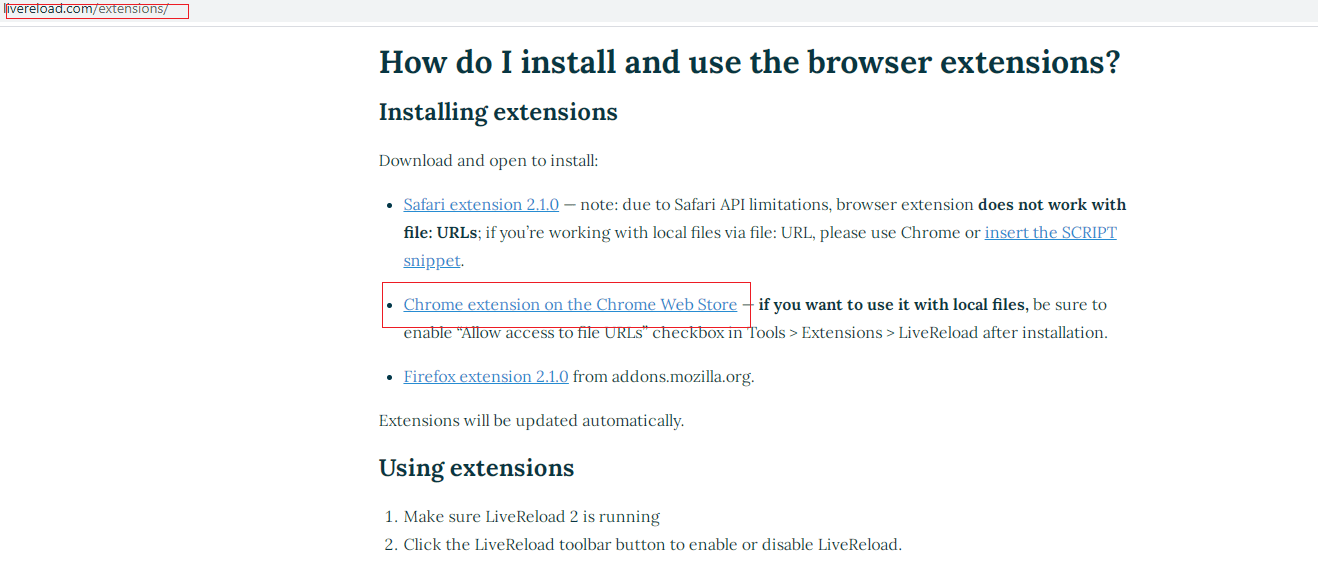 livereload.com/extensions/
How do I install and use the browser extensions?
Installing extensions
Download and open to install:
• Safari extension 2.1.0 — note: due to Safari API limitations, browser extension does not work with
file: URLs; if you’re working with local files via file: URL, please use Chrome or insert the SCRIPT
snippet.
• Chrome extension on the Chrome Web Store — if you want to use it with local files, be sure to
enable “Allow access to file URLs” checkbox in Tools > Extensions > LiveReload after installation.
• Firefox extension 2.1.0 from addons.mozilla.org.
Extensions will be updated automatically.
Using extensions
1. Make sure LiveReload 2 is running
2. Click the LiveReload toolbar button to enable or disable LiveReload.